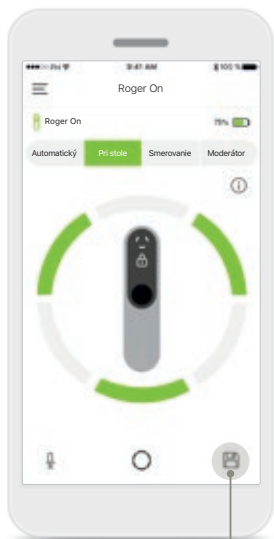 9:41 AM 100 %
Roger On
Roger On 75%
Automatický Pri stole Smerovanie Moderátor